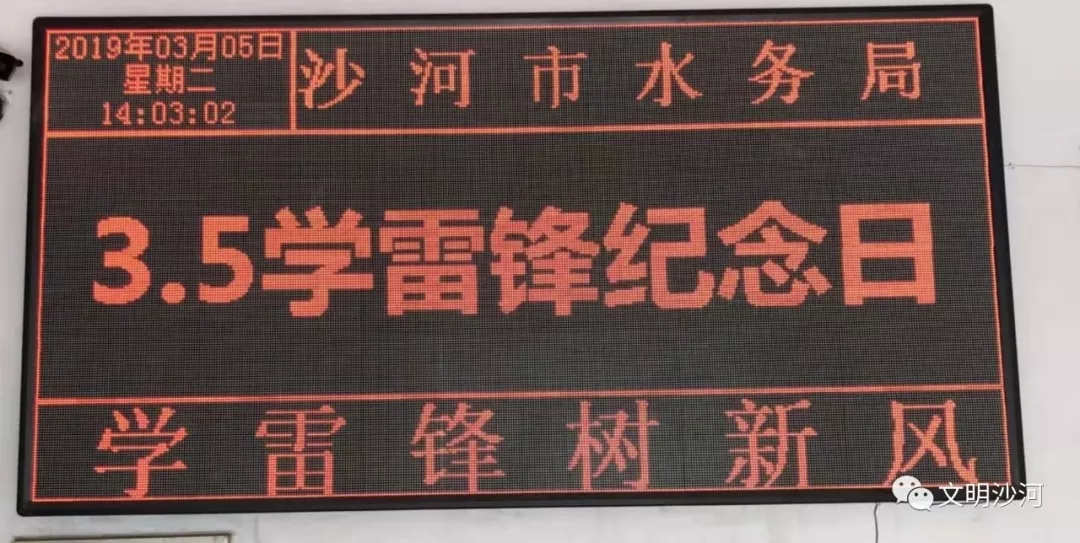 2019年03月05日
星期二
14:03:02
沙河市水务局
3.5学雷锋纪念日
学雷锋树新风
文明沙河